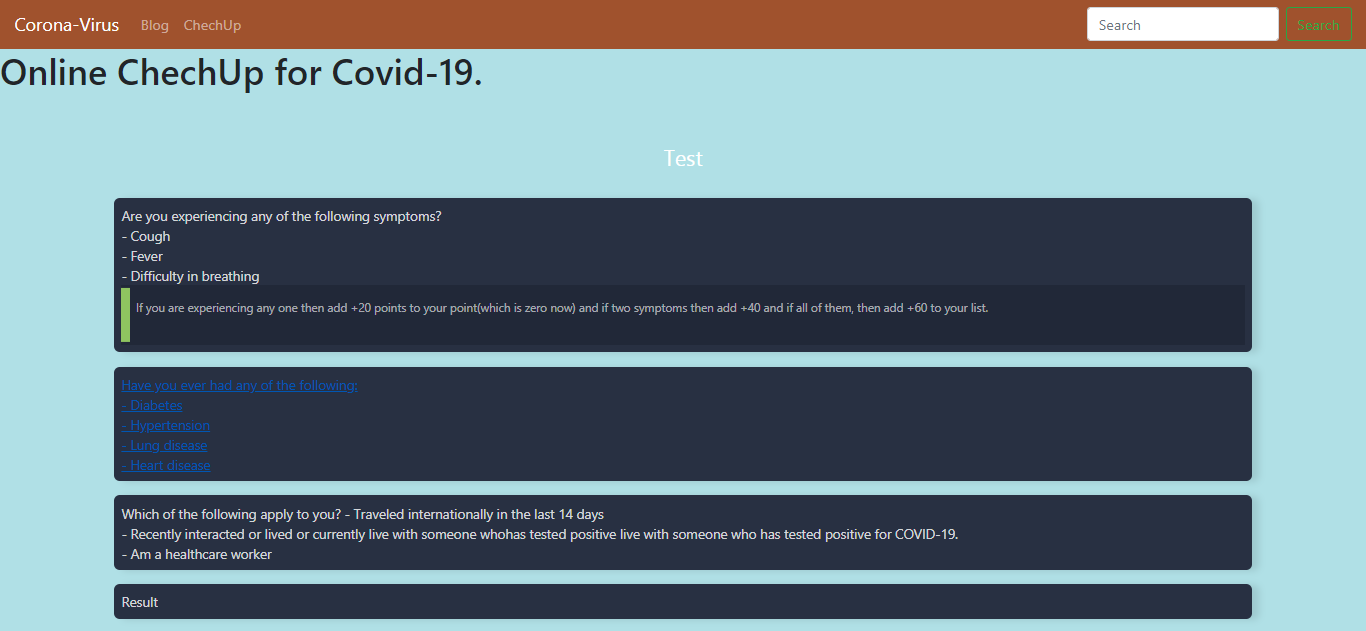 Corona-Virus Blog ChechUp Search Search
Online ChechUp for Covid-19.
Test
Are you experiencing any of the following symptoms?
- Cough
- Fever
- Difficulty in breathing
If you are experiencing any one then add +20 points to your point(which is zero now) and if two symptoms then add +40 and if all of them, then add +60 to your list.
Have you ever had any of the following:
- Diabetes
- Hypertension
- Lung disease
- Heart disease
Which of the following apply to you? - Traveled internationally in the last 14 days
- Recently interacted or lived or currently live with someone whohas tested positive live with someone who has tested positive for COVID-19.
- Am a healthcare worker
Result